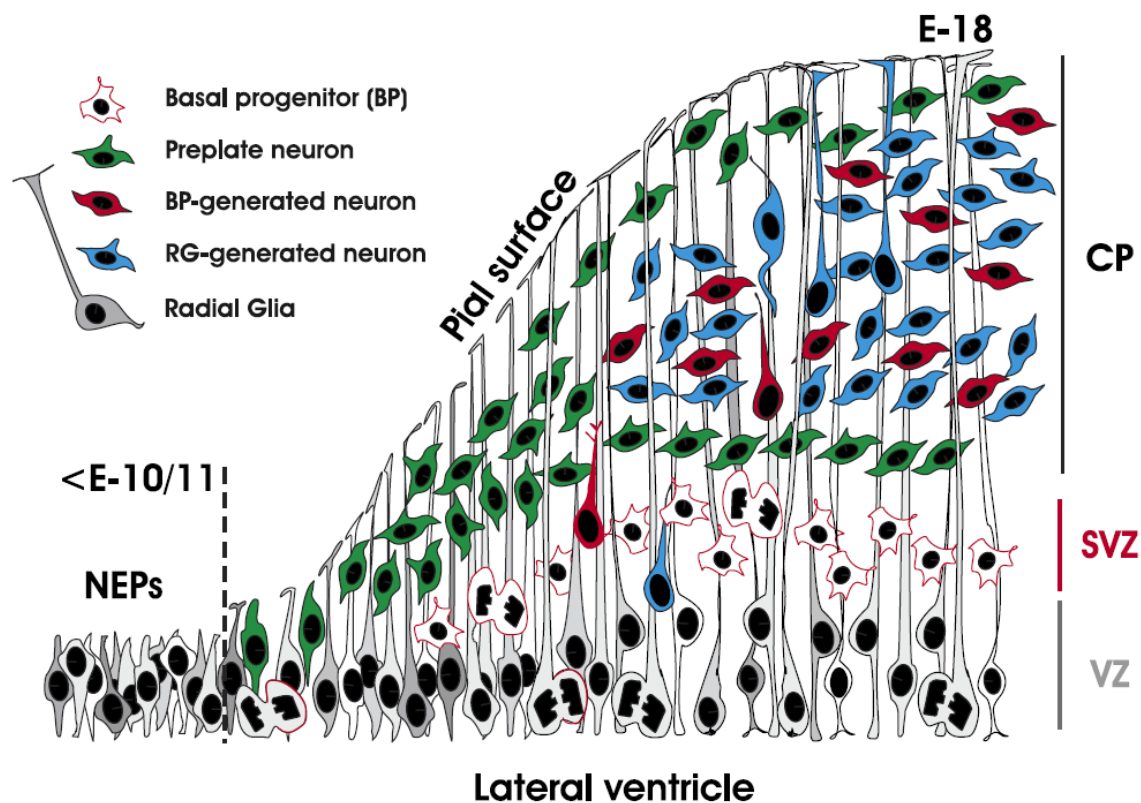 E-18
Basal progenitor (BP)
Preplate neuron
BP-generated neuron
RG-generated neuron
Radial Glia
Pial surface
CP
<E-10/11
NEPs
SVZ
VZ
Lateral ventricle